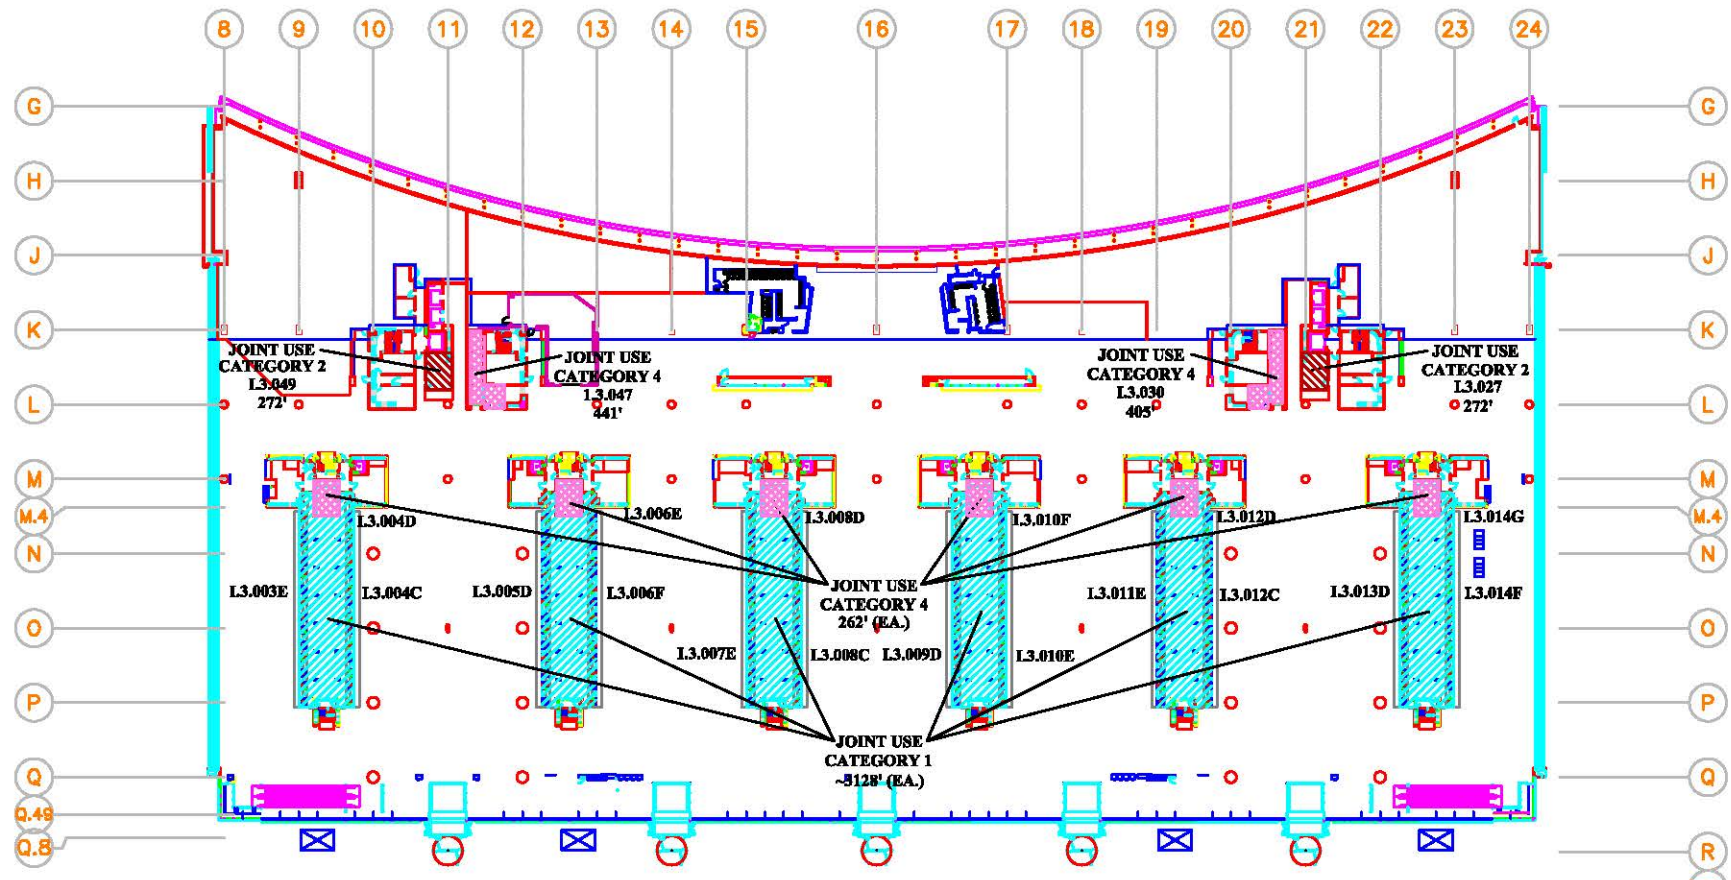 8 9 10 11 12 13 14 15 16 17 18 19 20 21 22 23 24
G G
H H
J J
K K
JOINT USE
CATEGORY 2
L3.049
272'
JOINT USE
CATEGORY 4
L3.047
441'
JOINT USE
CATEGORY 4
L3.030
405'
JOINT USE
CATEGORY 2
L3.027
272'
L L
M M
M.4 M.4
L3.004D L3.006E L3.008D L3.010F L3.012D L3.014G
N N
L3.003E L3.004C L3.005D L3.006F L3.011E L3.012C L3.013D L3.014F
JOINT USE
CATEGORY 4
262' (EA.)
O O
L3.007E L3.008C L3.009D L3.010E
P P
JOINT USE
CATEGORY 1
~3128' (EA.)
Q Q
Q.49
Q.8 R